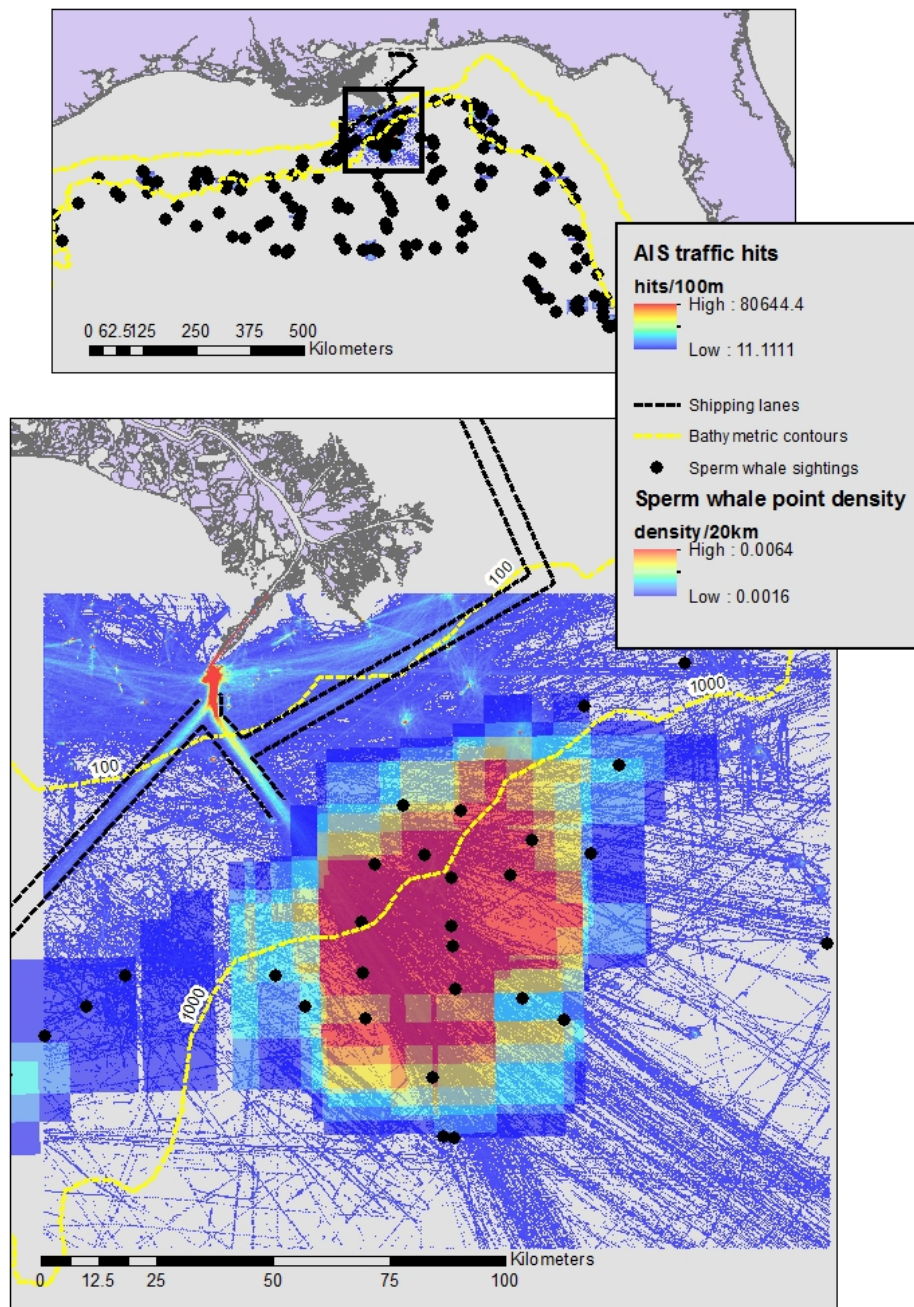 0 62.5125 250 375 500
Kilometers
AIS traffic hits
hits/100m
High : 80644.4
Low : 11.1111
Shipping lanes
Bathymetric contours
Sperm whale sightings
Sperm whale point density
density/20km
High : 0.0064
Low : 0.0016
100
1000
100
1000
Kilometers
0 12.5 25 50 75 100